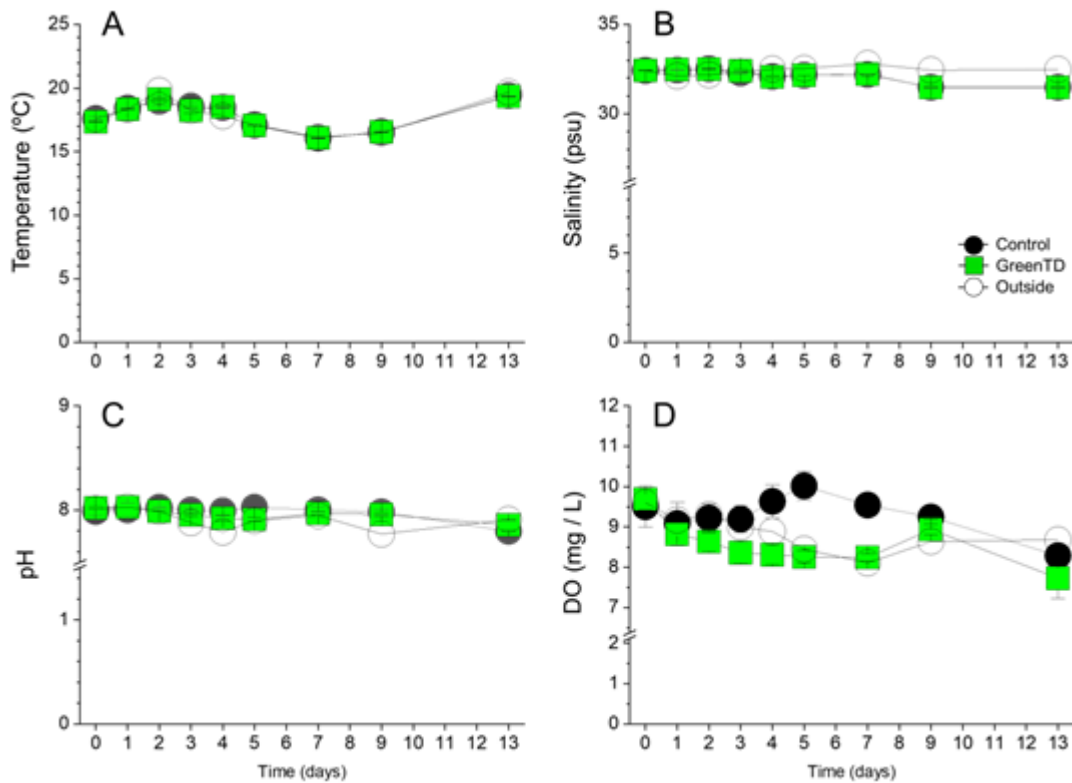 A
25
20
15
10
5
0
Temperature (ºC)
0 1 2 3 4 5 6 7 8 9 10 11 12 13
B
35
30
5
0
Salinity (psu)
Control
GreenTD
Outside
0 1 2 3 4 5 6 7 8 9 10 11 12 13
C
9
8
1
0
pH
0 1 2 3 4 5 6 7 8 9 10 11 12 13
Time (days)
D
12
11
10
9
8
7
2
1
0
DO (mg / L)
0 1 2 3 4 5 6 7 8 9 10 11 12 13
Time (days)